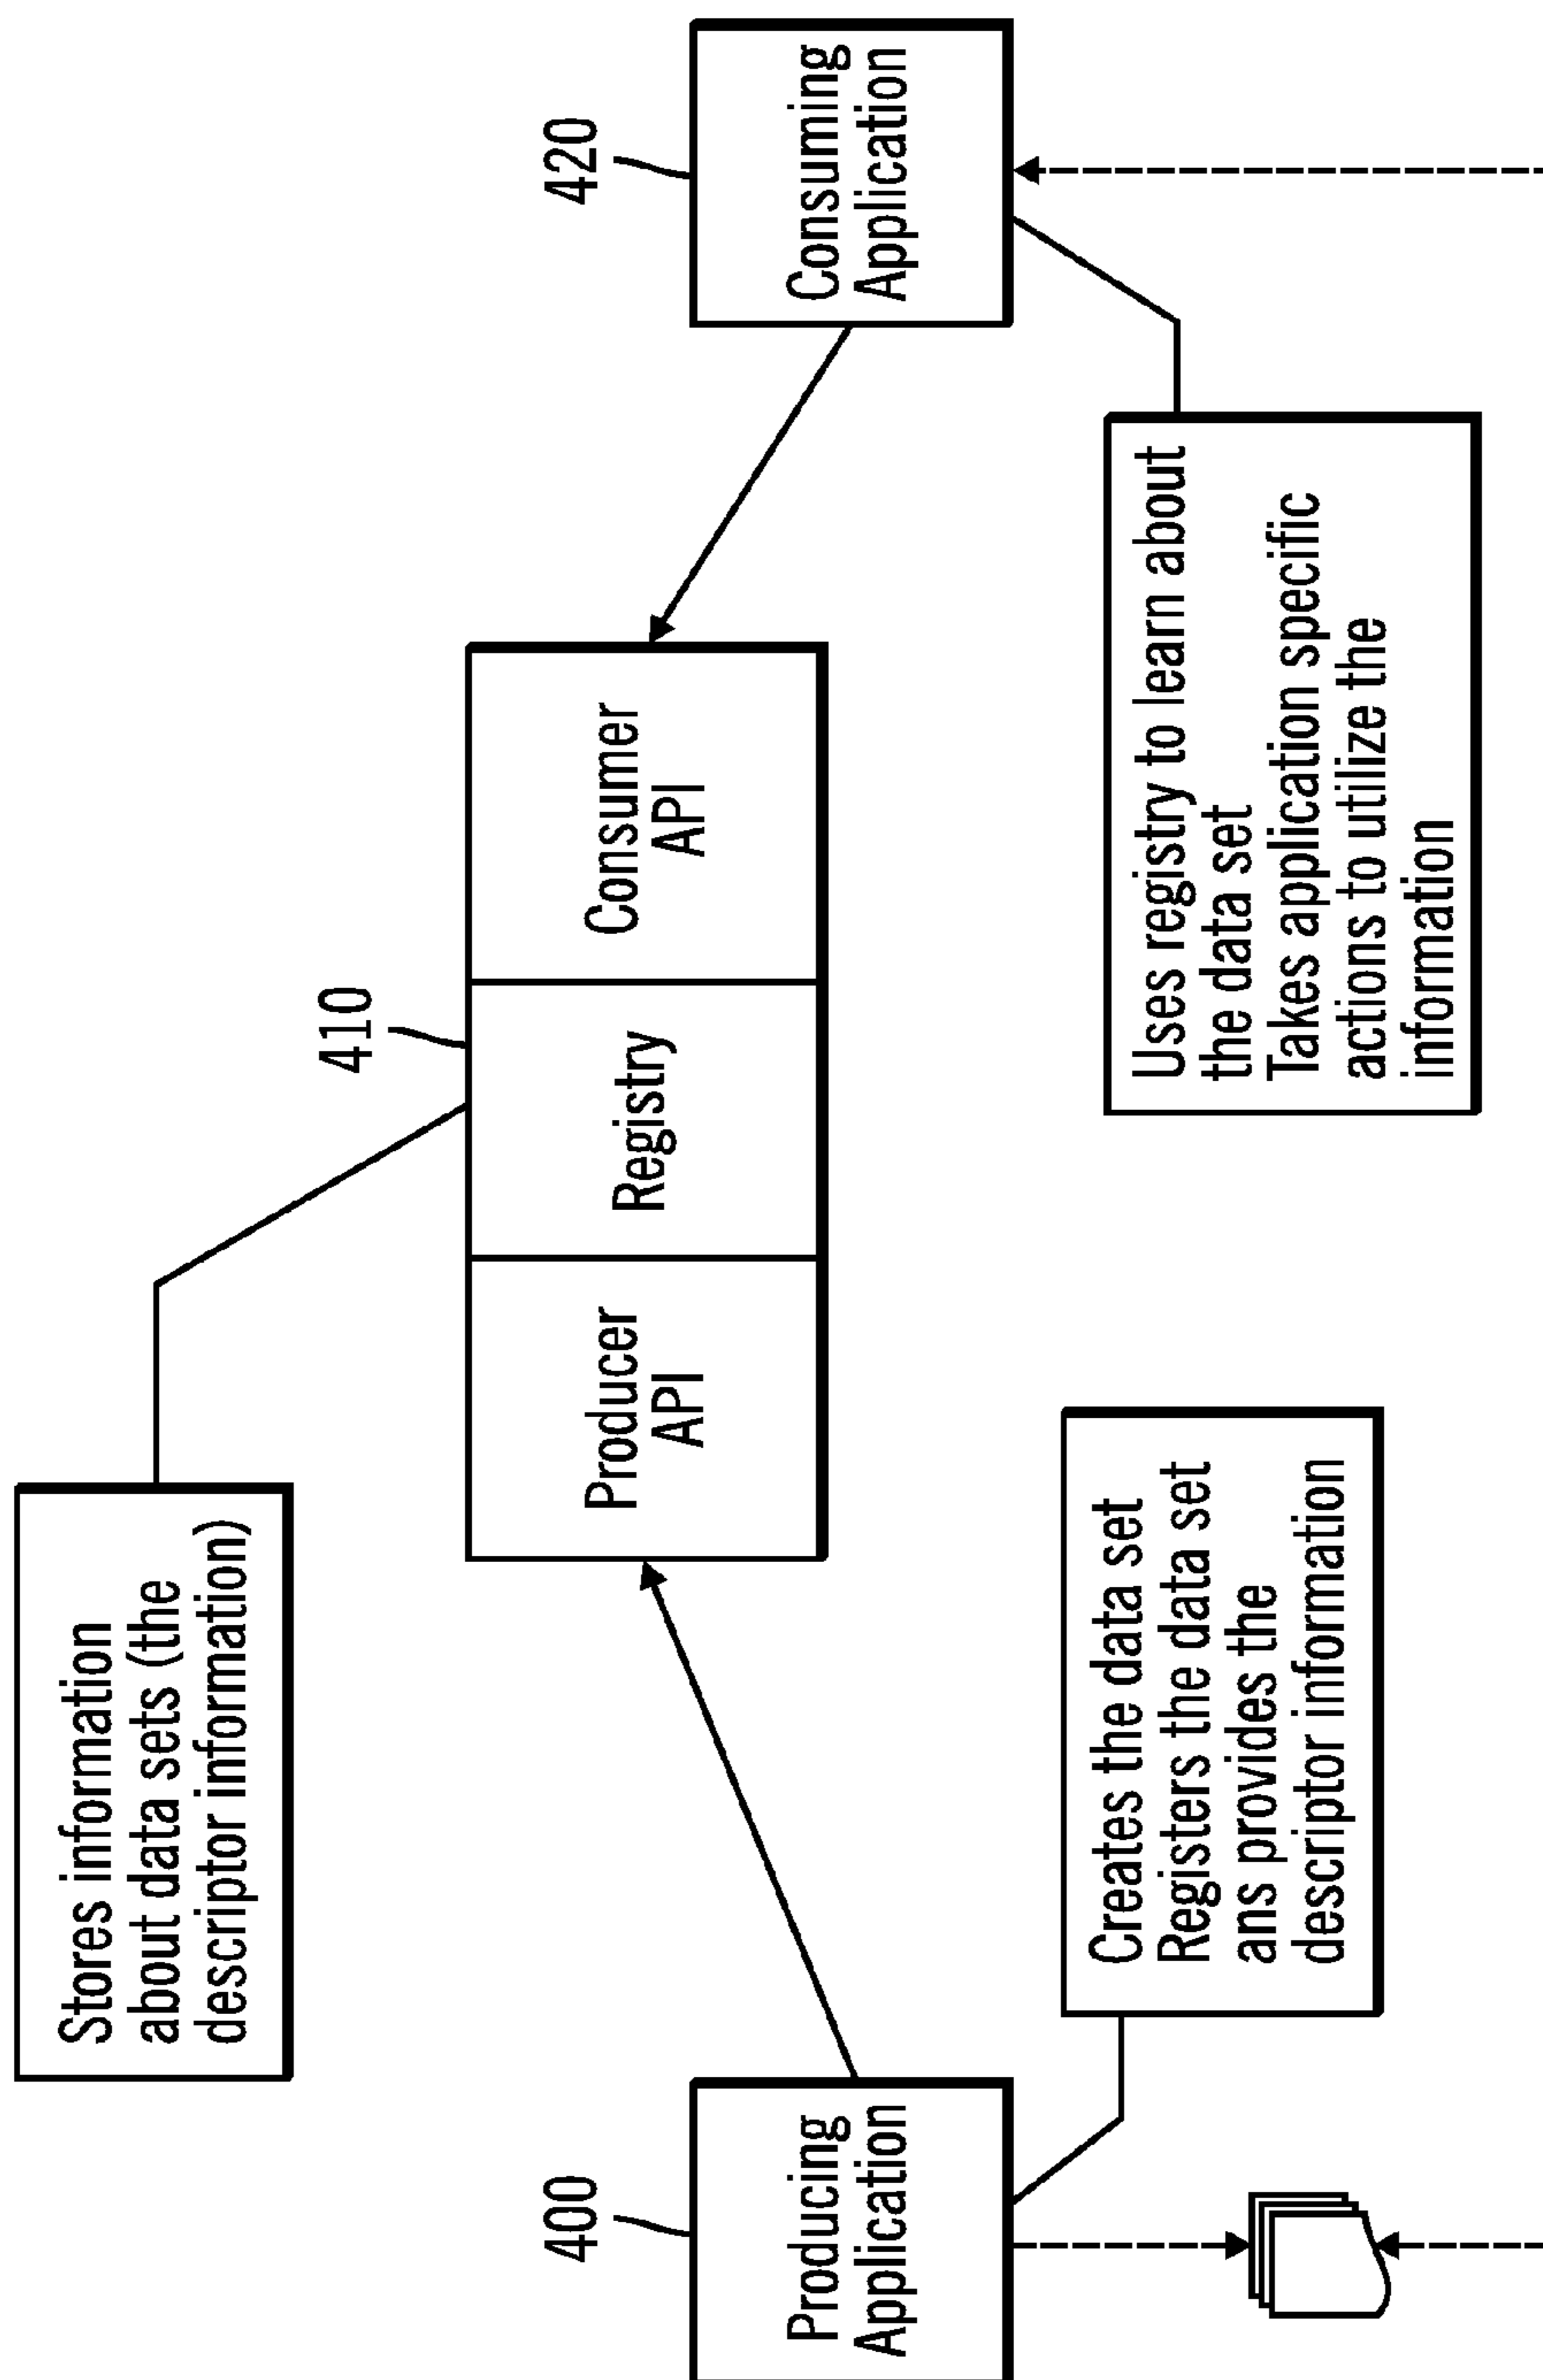 Stores information
about data sets (the
descriptor information)
410
400
Producing
Application
Producer
API
Registry
Consumer
API
420
Consuming
Application
Creates the data set
Registers the data set
ans provides the
descriptor information
Uses registry to learn about
the data set
Takes application specific
actions to utilize the
information